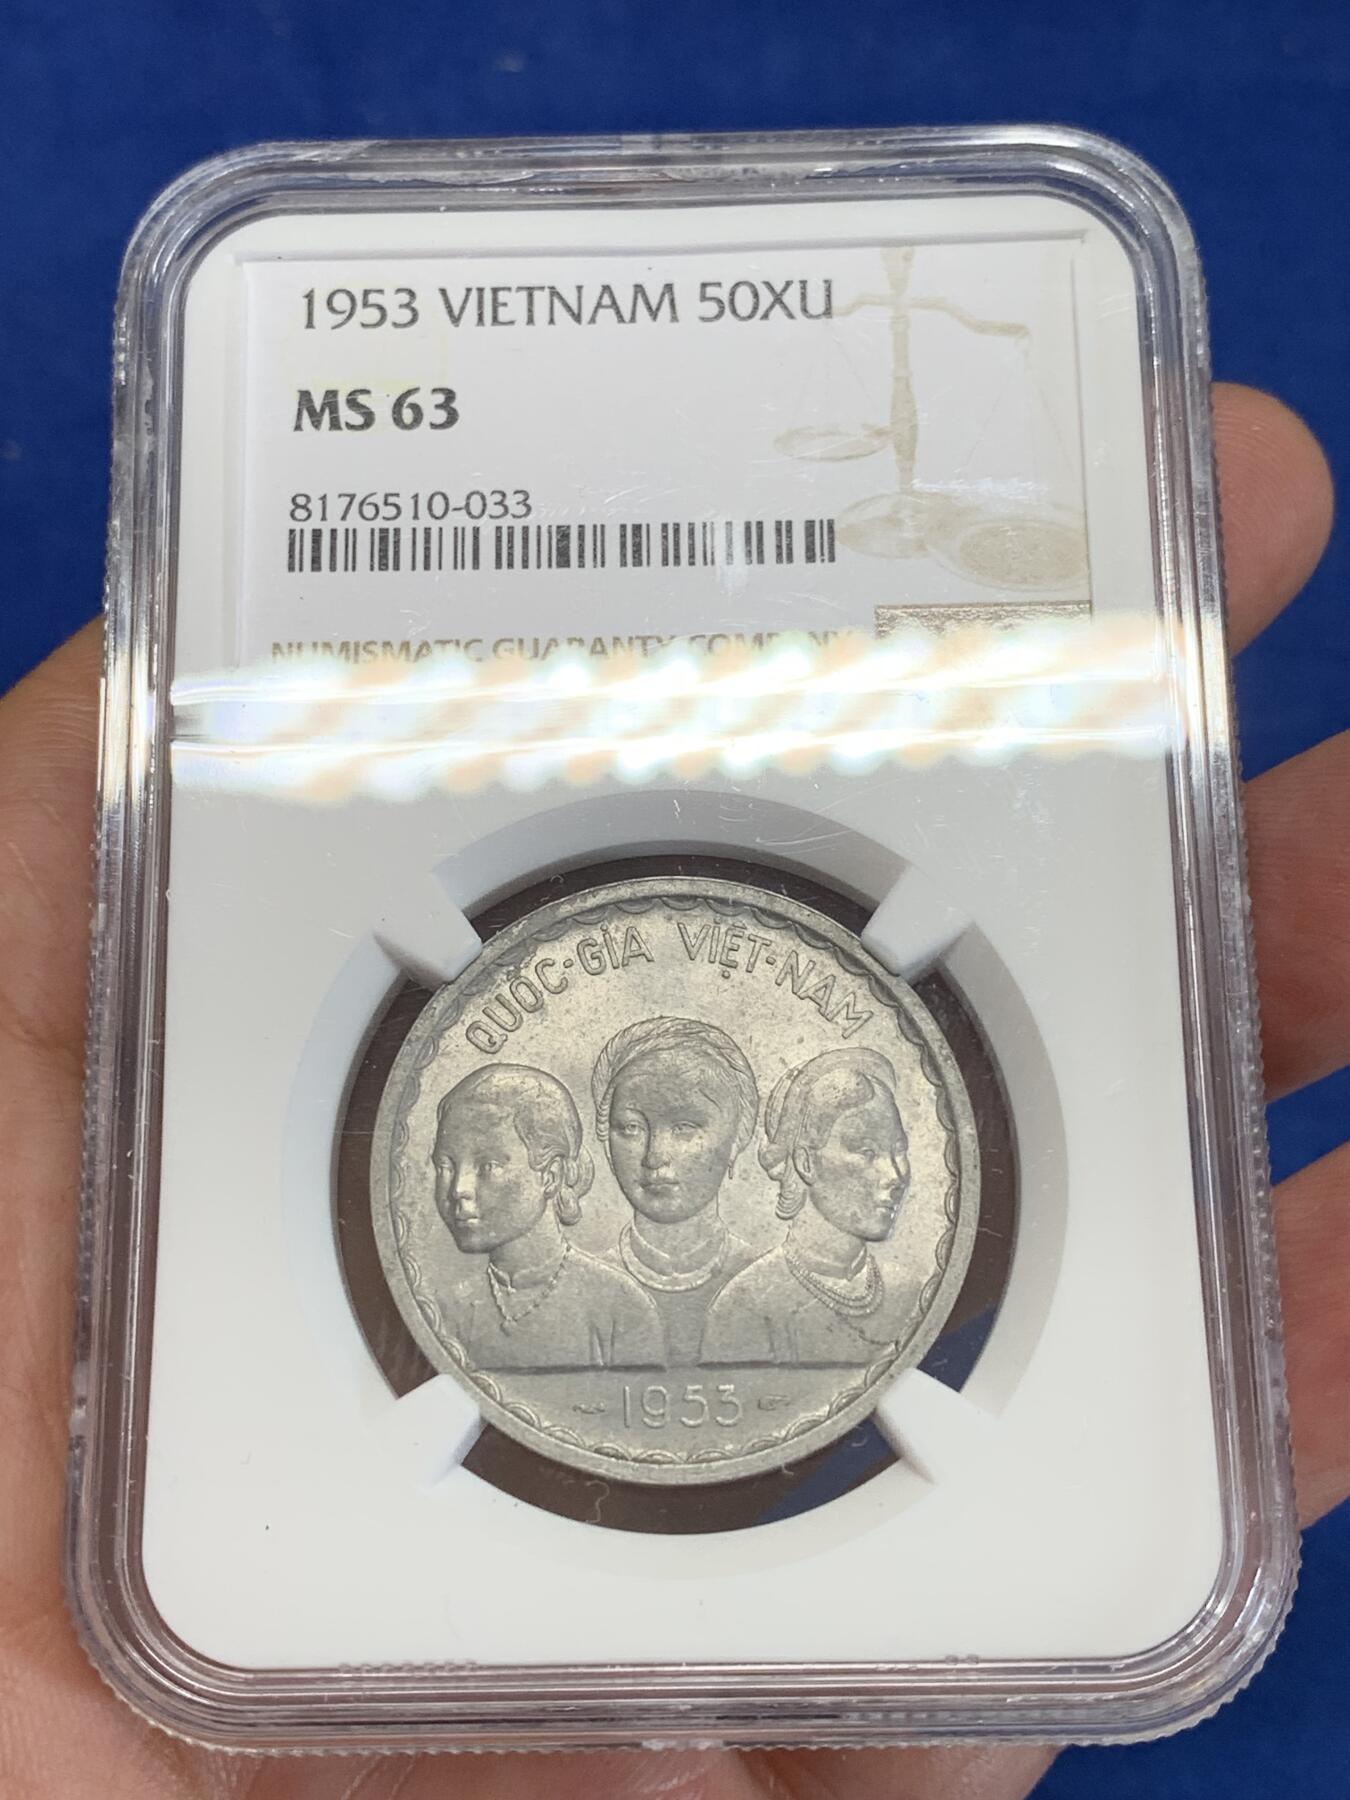 1953 VIETNAM 50XU
MS 63
8176510-033
NUMISMATIC GUARANTY COMPANY
QUỐC-GIA VIỆT-NAM
1953